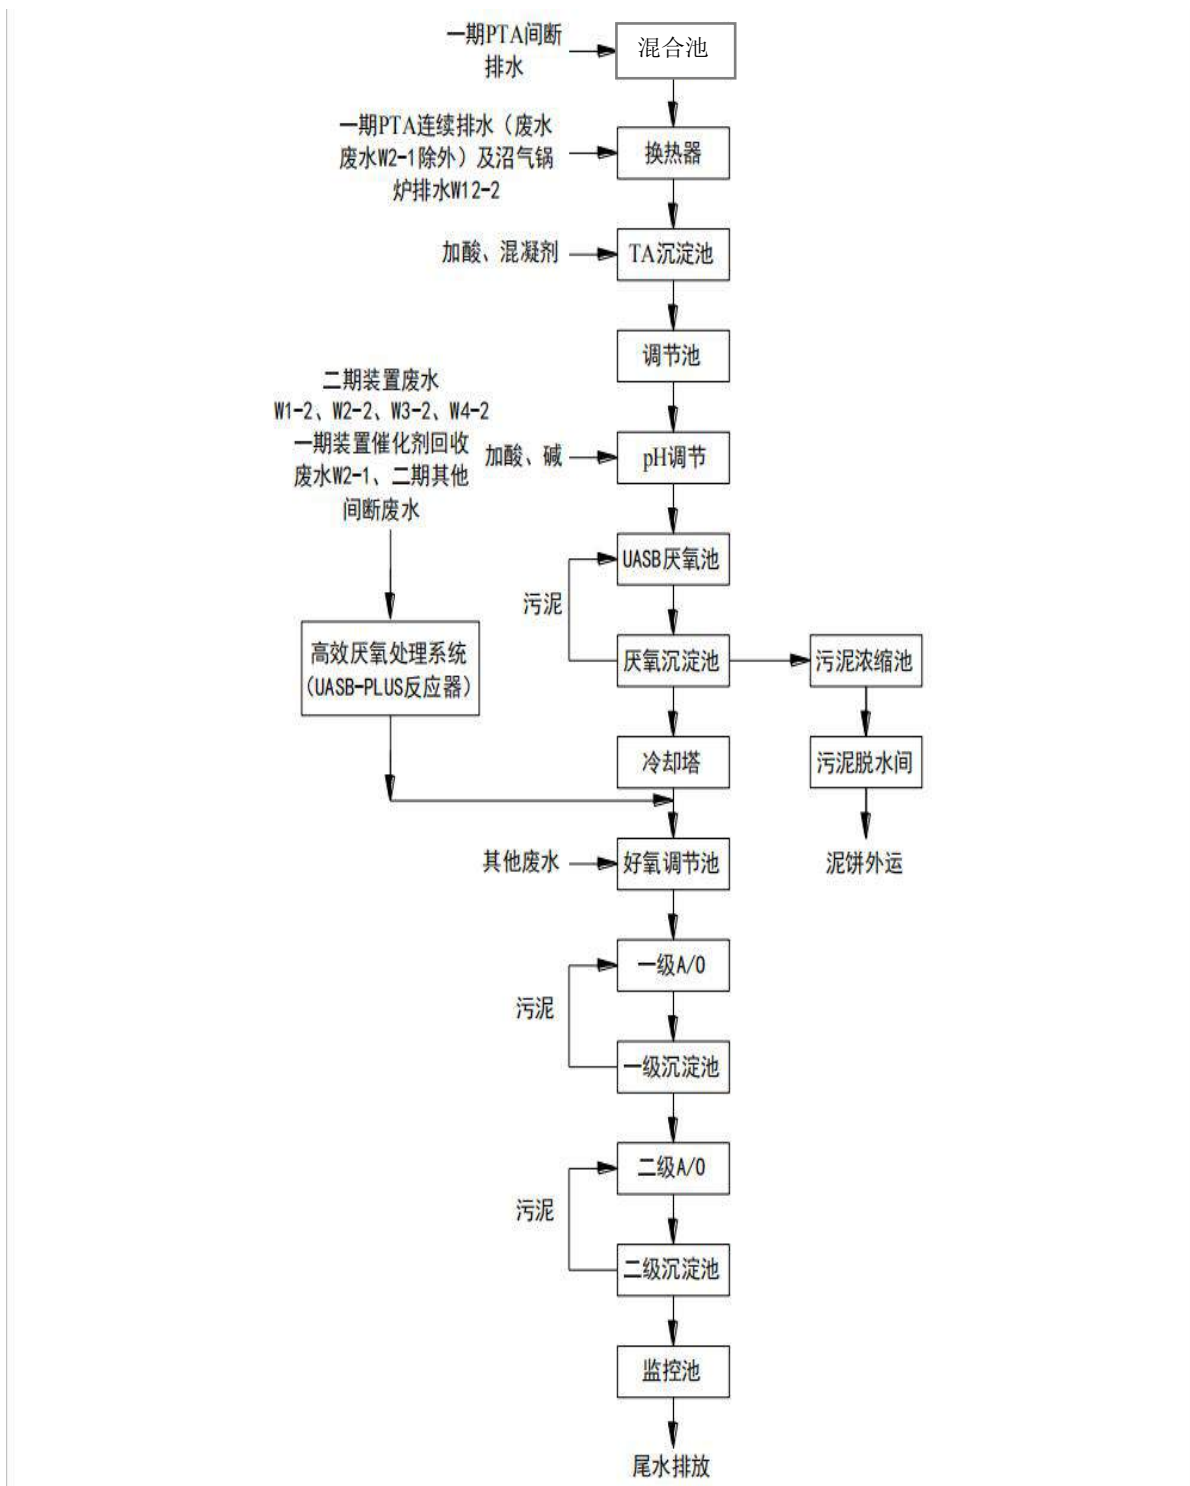 一期PTA间断
排水
混合池
一期PTA连续排水（废水
废水W2-1除外）及沼气锅
炉排水W12-2
换热器
加酸、混凝剂
TA沉淀池
调节池
二期装置废水
W1-2、W2-2、W3-2、W4-2
一期装置催化剂回收
废水W2-1、二期其他
间断废水
加酸、碱
pH调节
UASB厌氧池
污泥
高效厌氧处理系统
（UASB-PLUS反应器）
厌氧沉淀池
污泥浓缩池
冷却塔
污泥脱水间
其他废水
好氧调节池
泥饼外运
一级A/O
污泥
一级沉淀池
二级A/O
污泥
二级沉淀池
监控池
尾水排放